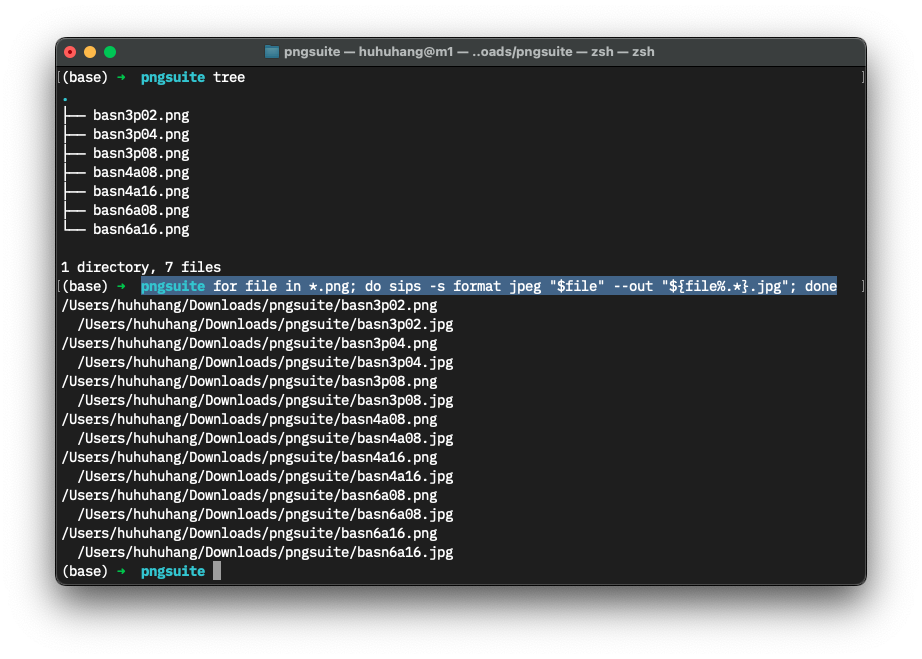 pngsuite — huhuhang@m1 — ..oads/pngsuite — zsh — zsh
[(base) → pngsuite tree ]
.
├── basn3p02.png
├── basn3p04.png
├── basn3p08.png
├── basn4a08.png
├── basn4a16.png
├── basn6a08.png
└── basn6a16.png
1 directory, 7 files
[(base) → pngsuite for file in *.png; do sips -s format jpeg "$file" --out "${file%.*}.jpg"; done ]
/Users/huhuhang/Downloads/pngsuite/basn3p02.png
  /Users/huhuhang/Downloads/pngsuite/basn3p02.jpg
/Users/huhuhang/Downloads/pngsuite/basn3p04.png
  /Users/huhuhang/Downloads/pngsuite/basn3p04.jpg
/Users/huhuhang/Downloads/pngsuite/basn3p08.png
  /Users/huhuhang/Downloads/pngsuite/basn3p08.jpg
/Users/huhuhang/Downloads/pngsuite/basn4a08.png
  /Users/huhuhang/Downloads/pngsuite/basn4a08.jpg
/Users/huhuhang/Downloads/pngsuite/basn4a16.png
  /Users/huhuhang/Downloads/pngsuite/basn4a16.jpg
/Users/huhuhang/Downloads/pngsuite/basn6a08.png
  /Users/huhuhang/Downloads/pngsuite/basn6a08.jpg
/Users/huhuhang/Downloads/pngsuite/basn6a16.png
  /Users/huhuhang/Downloads/pngsuite/basn6a16.jpg
(base) → pngsuite